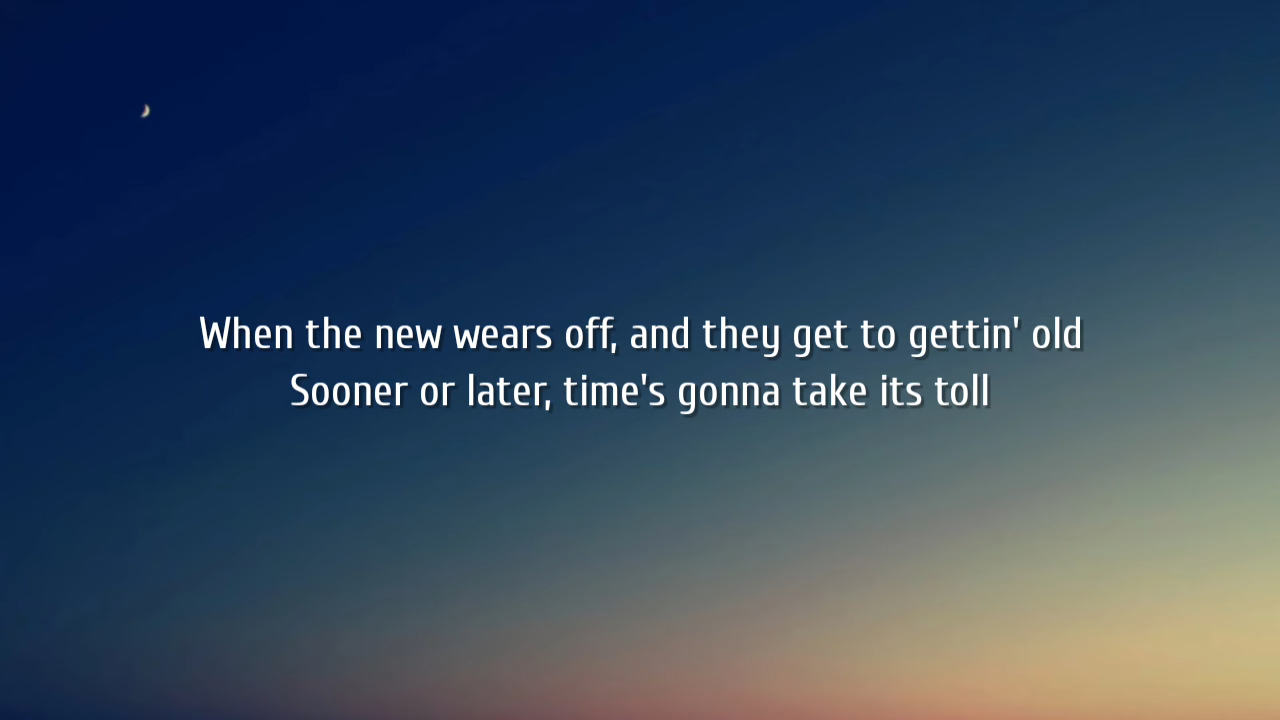 When the new wears off, and they get to gettin' old
Sooner or later, time's gonna take its toll